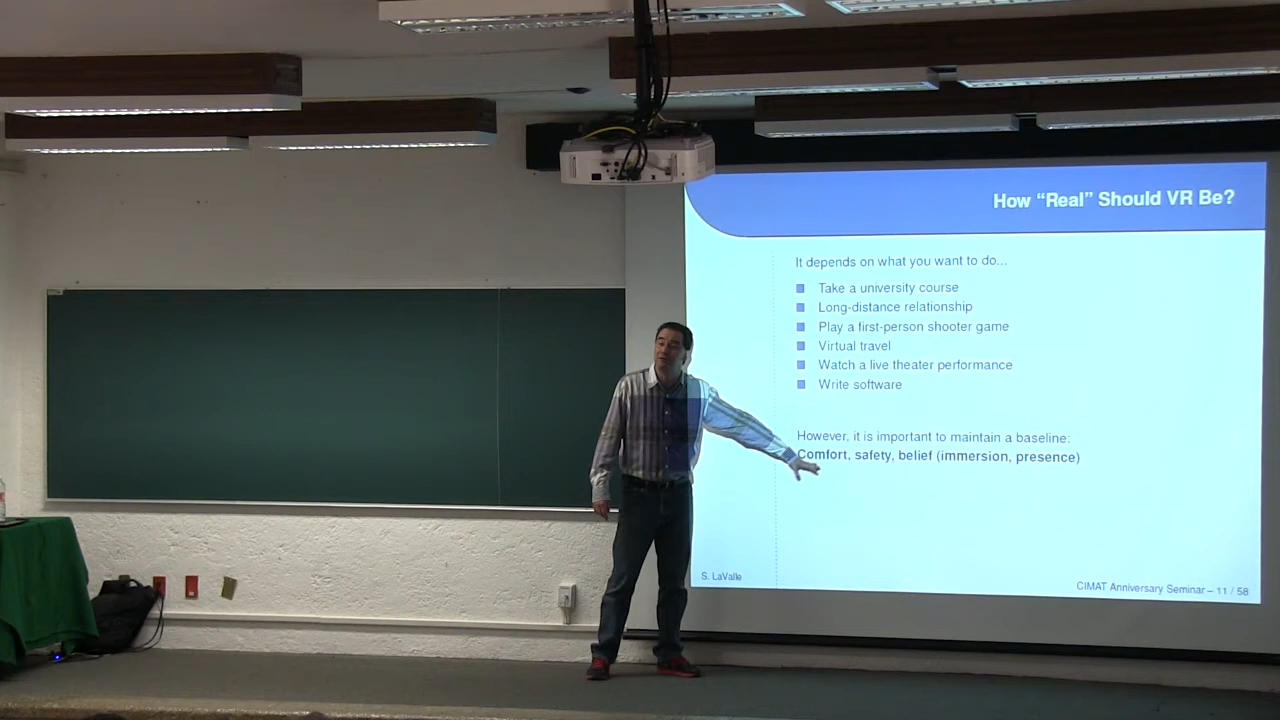 How “Real” Should VR Be?
It depends on what you want to do...
Take a university course
Long-distance relationship
Play a first-person shooter game
Virtual travel
Watch a live theater performance
Write software
However, it is important to maintain a baseline:
Comfort, safety, belief (immersion, presence)
S. LaValle
CIMAT Anniversary Seminar – 11 / 58